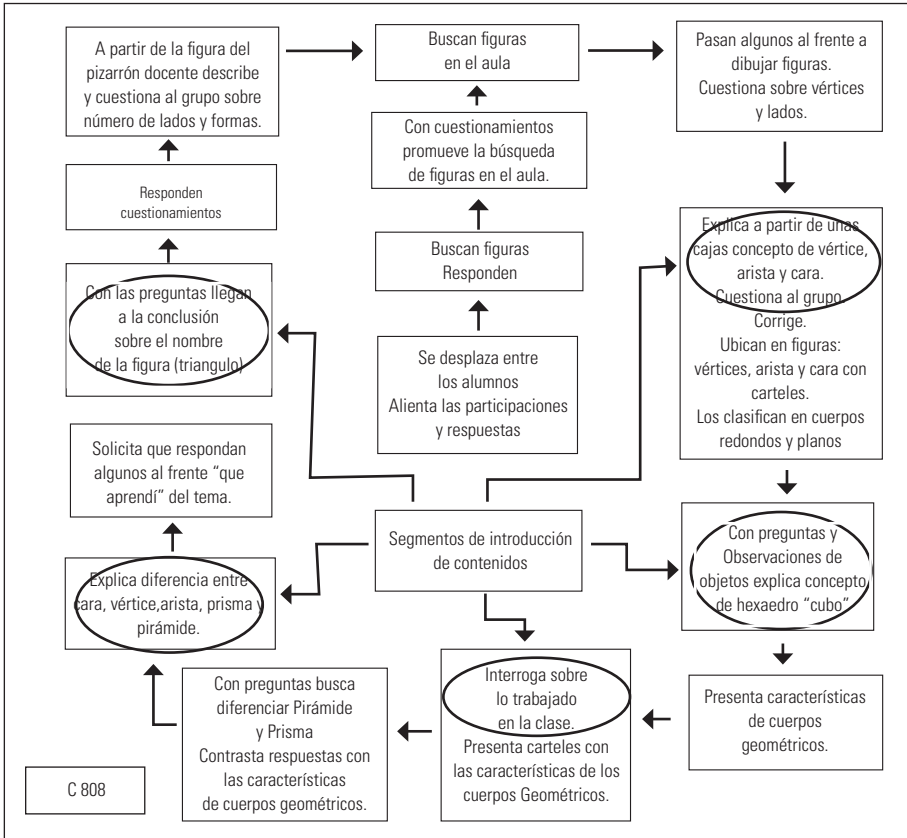 A partir de la figura del
pizarrón docente describe
y cuestiona al grupo sobre
número de lados y formas.
Buscan figuras
en el aula
Pasan algunos al frente a
dibujar figuras.
Cuestiona sobre vértices
y lados.
Con cuestionamientos
promueve la búsqueda
de figuras en el aula.
Responden
cuestionamientos
Buscan figuras
Responden
Explica a partir de unas
cajas concepto de vértice,
arista y cara.
Cuestiona al grupo.
Corrige.
Ubican en figuras:
vértices, arista y cara con
carteles.
Los clasifican en cuerpos
redondos y planos
Con las preguntas llegan
a la conclusión
sobre el nombre
de la figura (triangulo)
Se desplaza entre
los alumnos
Alienta las participaciones
y respuestas
Solicita que respondan
algunos al frente “que
aprendí” del tema.
Segmentos de introducción
de contenidos
Con preguntas y
Observaciones de
objetos explica concepto
de hexaedro “cubo”
Explica diferencia entre
cara, vértice,arista, prisma y
pirámide.
Con preguntas busca
diferenciar Pirámide
y Prisma
Contrasta respuestas con
las características
de cuerpos geométricos.
Interroga sobre
lo trabajado
en la clase.
Presenta carteles con
las características de los
cuerpos Geométricos.
Presenta características
de cuerpos
geométricos.
C 808